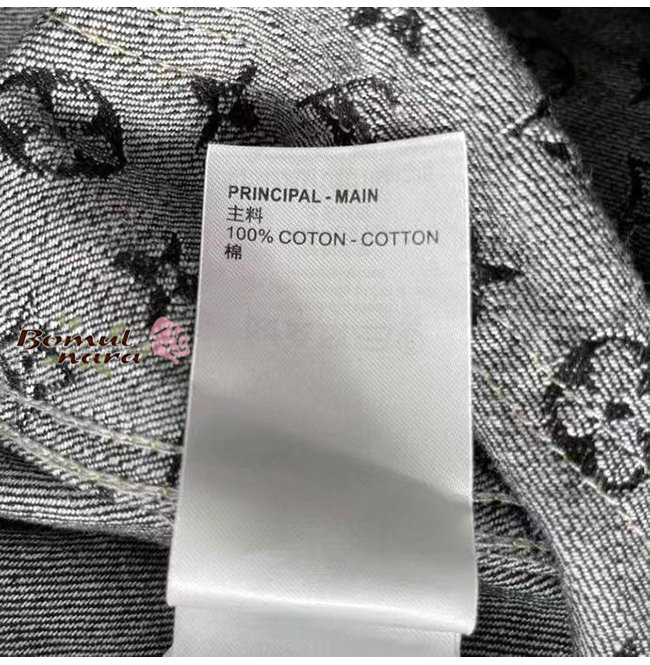 PRINCIPAL - MAIN
主料
100% COTON - COTTON
棉
Bomul
nara